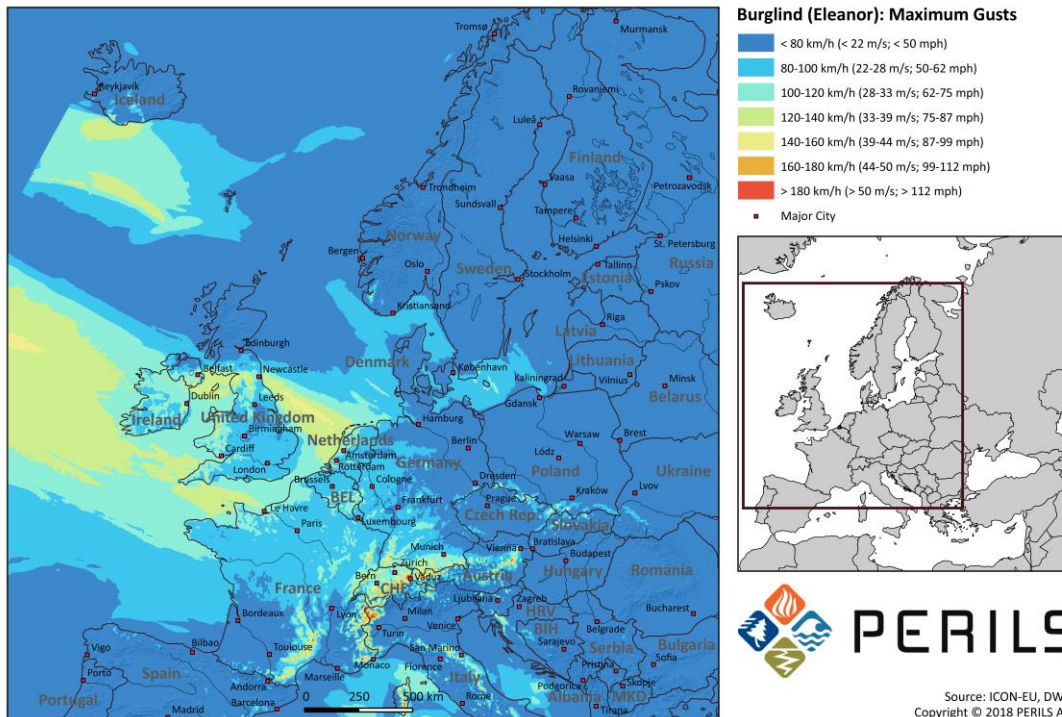 Burglind (Eleanor): Maximum Gusts
< 80 km/h (< 22 m/s; < 50 mph)
80-100 km/h (22-28 m/s; 50-62 mph)
100-120 km/h (28-33 m/s; 62-75 mph)
120-140 km/h (33-39 m/s; 75-87 mph)
140-160 km/h (39-44 m/s; 87-99 mph)
160-180 km/h (44-50 m/s; 99-112 mph)
> 180 km/h (> 50 m/s; > 112 mph)
Major City
Tromsø
Murmansk
Reykjavik
Iceland
Rovanjemi
Luleå
Finland
Vaasa
Trondheim
Petrozavodsk
Sundsvall
Tampere
Norway
Bergen
Helsinki
St. Petersburg
Oslo
Sweden
Tallinn
Russia
Stockholm
Estonia
Pskov
Kristiansand
Riga
Latvia
Edinburgh
Denmark
Lithuania
Belfast
Newcastle
København
Kaliningrad
Vilnius
Minsk
Belarus
Dublin
Leeds
Gdansk
Ireland
United Kingdom
Hamburg
Birmingham
Netherlands
Berlin
Warsaw
Brest
Cardiff
Amsterdam
London
Rotterdam
Germany
Lódz
Poland
Ukraine
Brussels
Cologne
Dresden
BEL
Frankfurt
Prague
Kraków
Lvov
Le Havre
Czech Rep.
Luxembourg
Slovakia
Paris
Munich
Vienna
Bratislava
Zürich
Budapest
Bern
Vaduz
Austria
Hungary
Romania
France
CHE
Ljubljana
Zagreb
Lyon
Milan
HRV
Bucharest
Bordeaux
Turin
Venice
BIH
Belgrade
Bilbao
Toulouse
San Marino
Sarajevo
Serbia
Bulgaria
Vigo
Monaco
Florence
Pristina
Sofia
Porto
Spain
Marseille
Italy
Andorra
Podgorica
Skopje
Portugal
Barcelona
Rome
Albania
MKD
Madrid
Tirana
0 250 500 km
PERILS
Source: ICON-EU, DW
Copyright © 2018 PERILS A